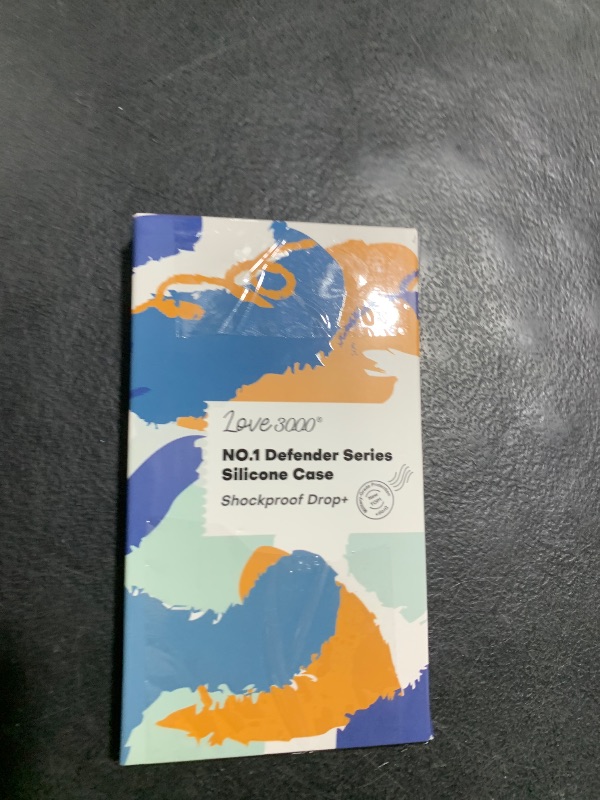 Love 3000®
NO.1 Defender Series
Silicone Case
Shockproof Drop+